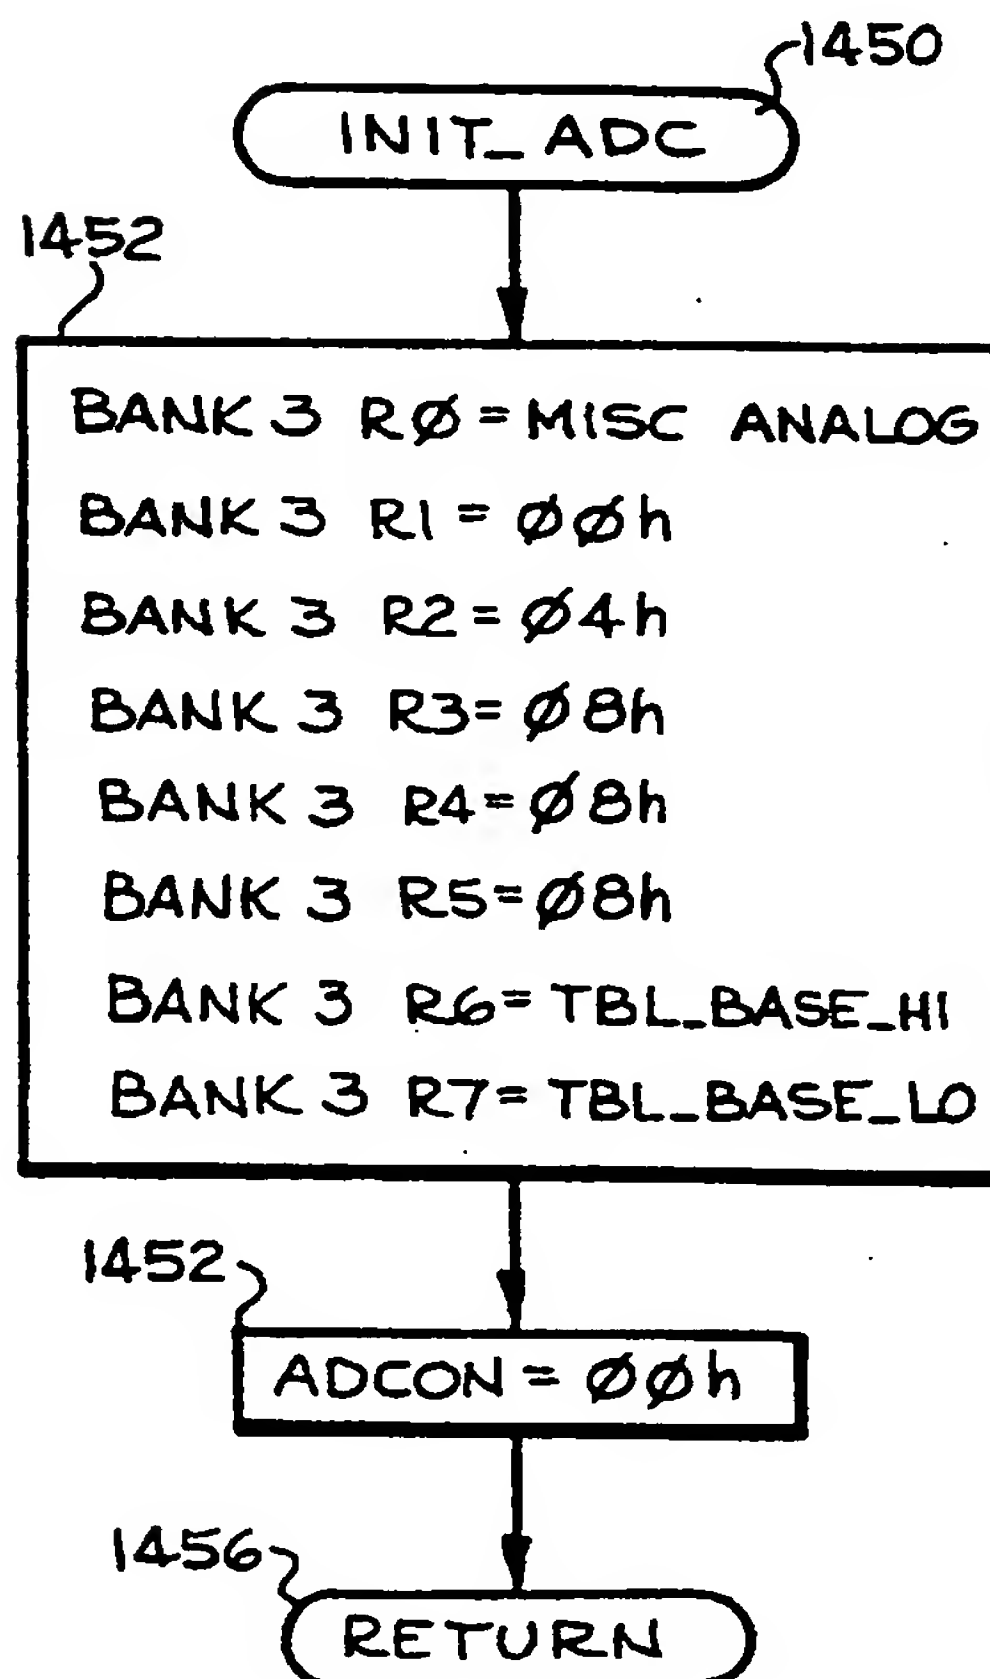 1450
INIT_ADC
1452
BANK 3 RØ = MISC ANALOG
BANK 3 R1 = ØØh
BANK 3 R2 = Ø4h
BANK 3 R3 = Ø8h
BANK 3 R4 = Ø8h
BANK 3 R5 = Ø8h
BANK 3 R6 = TBL_BASE_HI
BANK 3 R7 = TBL_BASE_LO
1452
ADCON = ØØh
1456
RETURN